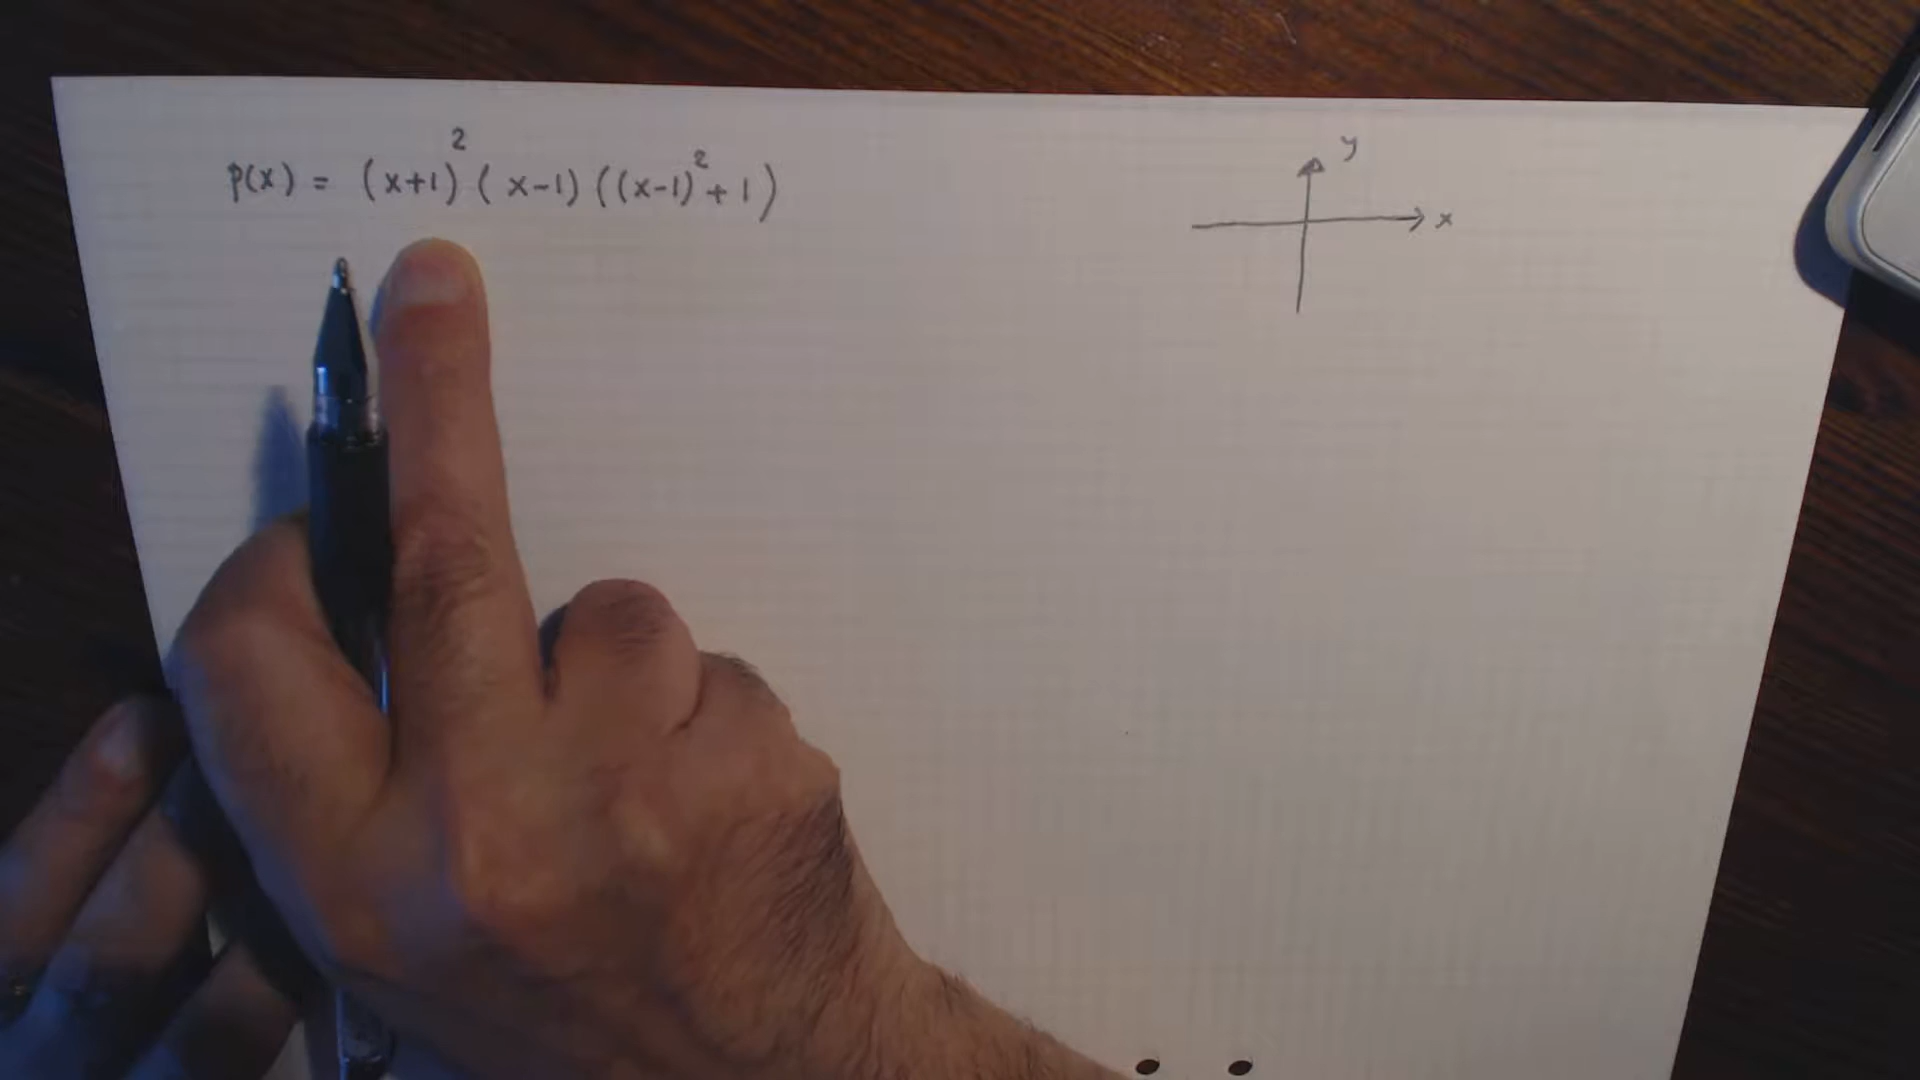 p(x) = (x+1)² (x-1) ((x-1)² + 1)
y
x